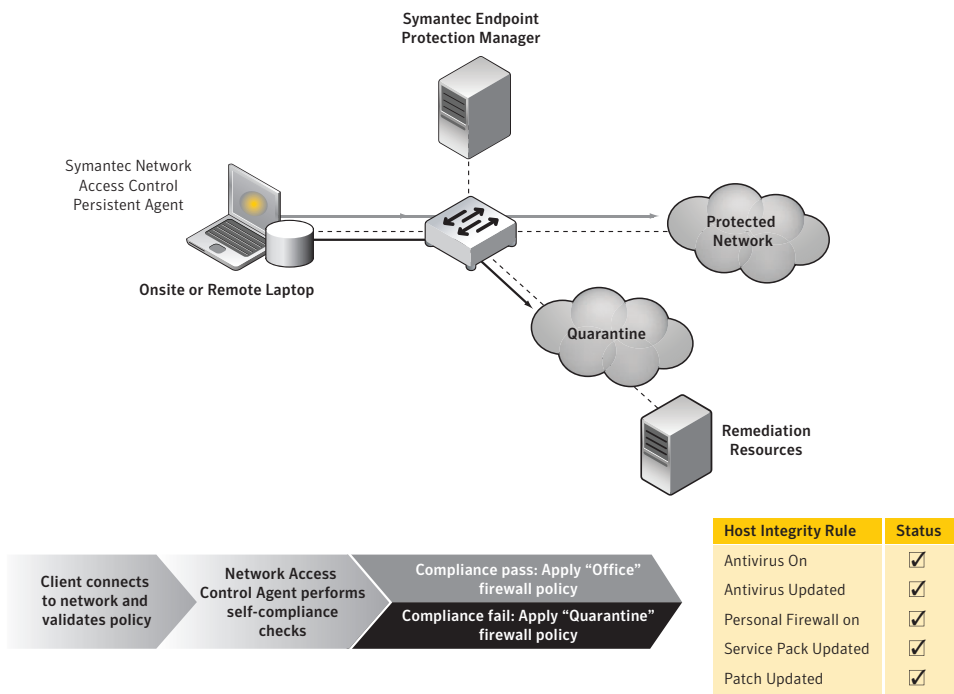 Symantec Endpoint
Protection Manager
Symantec Network
Access Control
Persistent Agent
Onsite or Remote Laptop
Protected
Network
Quarantine
Remediation
Resources
Client connects
to network and
validates policy
Network Access
Control Agent performs
self-compliance
checks
Compliance pass: Apply “Office”
firewall policy
Compliance fail: Apply “Quarantine”
firewall policy
Host Integrity Rule Status
Antivirus On
Antivirus Updated
Personal Firewall on
Service Pack Updated
Patch Updated